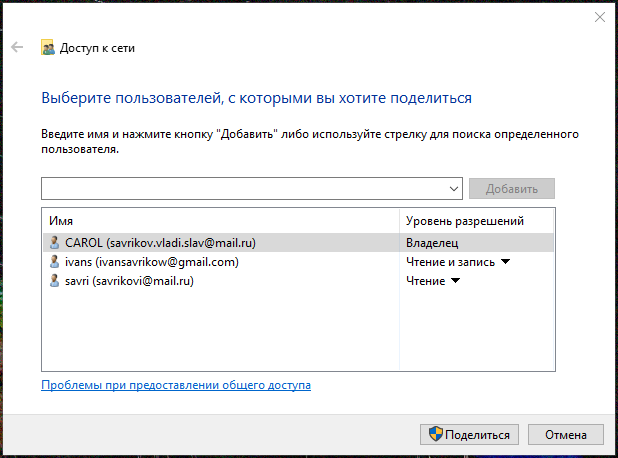 Доступ к сети
Выберите пользователей, с которыми вы хотите поделиться
Введите имя и нажмите кнопку "Добавить" либо используйте стрелку для поиска определенного
пользователя.
Добавить
Имя Уровень разрешений
CAROL (savrikov.vladi.slav@mail.ru) Владелец
ivans (ivansavrikow@gmail.com) Чтение и запись
savri (savrikovi@mail.ru) Чтение
Проблемы при предоставлении общего доступа
Поделиться Отмена